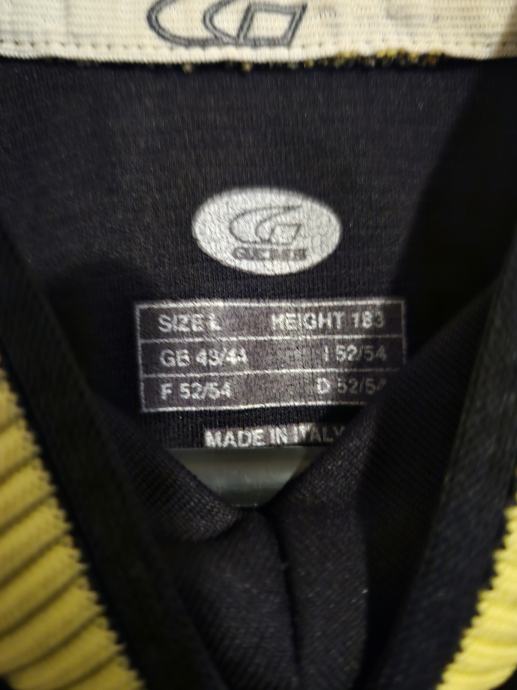 GEMS
SIZE L HEIGHT 183
GB 43/44 I 52/54
F 52/54 D 52/54
MADE IN ITALY